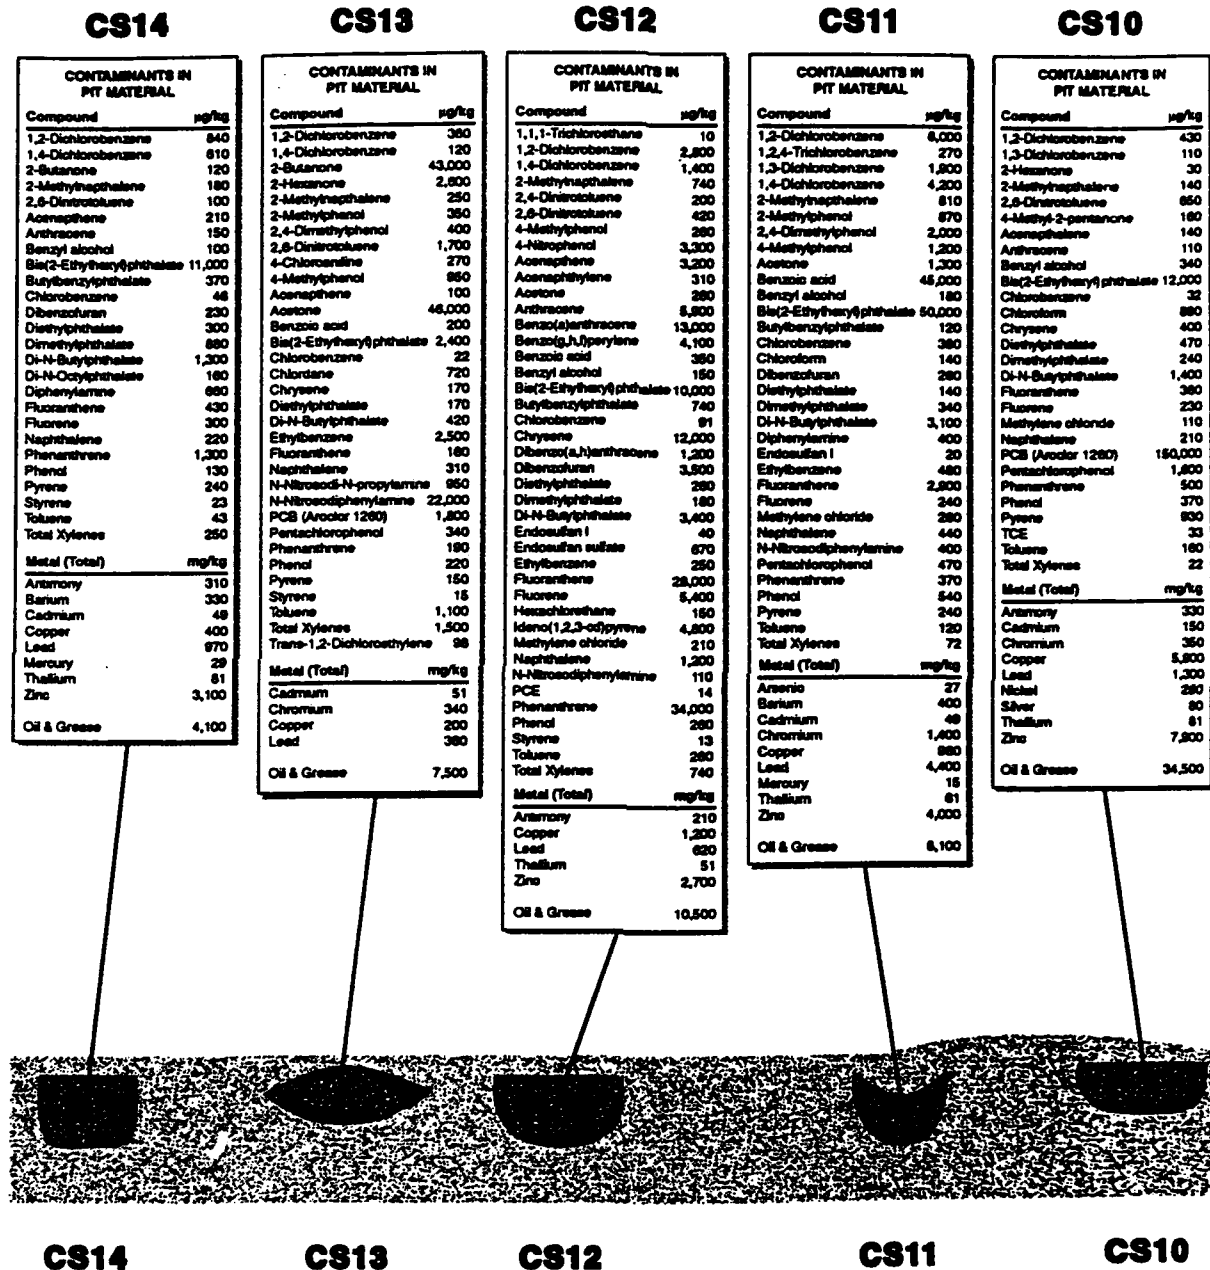 CS14
CONTAMINANTS IN
PIT MATERIAL
Compound µg/kg
1,2-Dichlorobenzene 840
1,4-Dichlorobenzene 610
2-Butanone 120
2-Methylnapthalene 180
2,6-Dinitrotoluene 100
Acenapthene 210
Anthracene 150
Benzyl alcohol 100
Bis(2-Ethylhexyl)phthalate 11,000
Butylbenzylphthalate 370
Chlorobenzene 46
Dibenzofuran 230
Diethylphthalate 300
Dimethylphthalate 880
Di-N-Butylphthalate 1,300
Di-N-Octylphthalate 160
Diphenylamine 660
Fluoranthene 430
Fluorene 300
Naphthalene 220
Phenanthrene 1,300
Phenol 130
Pyrene 240
Styrene 23
Toluene 43
Total Xylenes 250
Metal (Total) mg/kg
Antimony 310
Barium 330
Cadmium 49
Copper 400
Lead 970
Mercury 29
Thallium 81
Zinc 3,100
Oil & Grease 4,100
CS13
CONTAMINANTS IN
PIT MATERIAL
Compound µg/kg
1,2-Dichlorobenzene 360
1,4-Dichlorobenzene 120
2-Butanone 43,000
2-Hexanone 2,600
2-Methylnapthalene 250
2-Methylphenol 350
2,4-Dimethylphenol 400
2,6-Dinitrotoluene 1,700
4-Chloroaniline 270
4-Methylphenol 950
Acenapthene 100
Acetone 46,000
Benzoic acid 200
Bis(2-Ethylhexyl)phthalate 2,400
Chlorobenzene 22
Chlordane 720
Chrysene 170
Diethylphthalate 170
Di-N-Butylphthalate 420
Ethylbenzene 2,500
Fluoranthene 160
Naphthalene 310
N-Nitrosodi-N-propylamine 950
N-Nitrosodiphenylamine 22,000
PCB (Aroclor 1260) 1,800
Pentachlorophenol 340
Phenanthrene 190
Phenol 220
Pyrene 150
Styrene 15
Toluene 1,100
Total Xylenes 1,500
Trans-1,2-Dichloroethylene 98
Metal (Total) mg/kg
Cadmium 51
Chromium 340
Copper 200
Lead 360
Oil & Grease 7,500
CS12
CONTAMINANTS IN
PIT MATERIAL
Compound µg/kg
1,1,1-Trichloroethane 10
1,2-Dichlorobenzene 2,800
1,4-Dichlorobenzene 1,400
2-Methylnapthalene 740
2,4-Dinitrotoluene 200
2,6-Dinitrotoluene 420
4-Methylphenol 260
4-Nitrophenol 3,300
Acenapthene 3,200
Acenaphthylene 310
Acetone 260
Anthracene 5,900
Benzo(a)anthracene 13,000
Benzo(g,h,i)perylene 4,100
Benzoic acid 350
Benzyl alcohol 150
Bis(2-Ethylhexyl)phthalate 10,000
Butylbenzylphthalate 740
Chlorobenzene 91
Chrysene 12,000
Dibenzo(a,h)anthracene 1,200
Dibenzofuran 3,500
Diethylphthalate 260
Dimethylphthalate 180
Di-N-Butylphthalate 3,400
Endosulfan I 40
Endosulfan sulfate 670
Ethylbenzene 250
Fluoranthene 28,000
Fluorene 5,400
Hexachlorethane 150
Ideno(1,2,3-cd)pyrene 4,800
Methylene chloride 210
Naphthalene 1,200
N-Nitrosodiphenylamine 110
PCE 14
Phenanthrene 34,000
Phenol 260
Styrene 13
Toluene 260
Total Xylenes 740
Metal (Total) mg/kg
Antimony 210
Copper 1,200
Lead 620
Thallium 51
Zinc 2,700
Oil & Grease 10,500
CS11
CONTAMINANTS IN
PIT MATERIAL
Compound µg/kg
1,2-Dichlorobenzene 6,000
1,2,4-Trichlorobenzene 270
1,3-Dichlorobenzene 1,800
1,4-Dichlorobenzene 4,200
2-Methylnapthalene 810
2-Methylphenol 870
2,4-Dimethylphenol 2,000
4-Methylphenol 1,200
Acetone 1,300
Benzoic acid 45,000
Benzyl alcohol 180
Bis(2-Ethylhexyl)phthalate 50,000
Butylbenzylphthalate 120
Chlorobenzene 360
Chloroform 140
Dibenzofuran 260
Diethylphthalate 140
Dimethylphthalate 340
Di-N-Butylphthalate 3,100
Diphenylamine 400
Endosulfan I 20
Ethylbenzene 480
Fluoranthene 2,900
Fluorene 240
Methylene chloride 260
Naphthalene 440
N-Nitrosodiphenylamine 400
Pentachlorophenol 470
Phenanthrene 370
Phenol 540
Pyrene 240
Toluene 120
Total Xylenes 72
Metal (Total) mg/kg
Arsenic 27
Barium 400
Cadmium 49
Chromium 1,400
Copper
Lead 4,400
Mercury 15
Thallium 61
Zinc 4,000
Oil & Grease 6,100
CS10
CONTAMINANTS IN
PIT MATERIAL
Compound µg/kg
1,2-Dichlorobenzene 430
1,3-Dichlorobenzene 110
2-Hexanone 30
2-Methylnapthalene 140
2,6-Dinitrotoluene 650
4-Methyl-2-pentanone 160
Acenapthalene 140
Anthracene 110
Benzyl alcohol 340
Bis(2-Ethylhexyl)phthalate 12,000
Chlorobenzene 32
Chloroform
Chrysene 400
Diethylphthalate 470
Dimethylphthalate 240
Di-N-Butylphthalate 1,400
Fluoranthene 360
Fluorene 230
Methylene chloride 110
Naphthalene 210
PCB (Aroclor 1260) 150,000
Pentachlorophenol
Phenanthrene 500
Phenol 370
Pyrene
TCE 33
Toluene 160
Total Xylenes 22
Metal (Total) mg/kg
Antimony 330
Cadmium 150
Chromium 350
Copper 5,900
Lead 1,300
Nickel 260
Silver 80
Thallium 81
Zinc 7,900
Oil & Grease 34,500
CS14 CS13 CS12 CS11 CS10